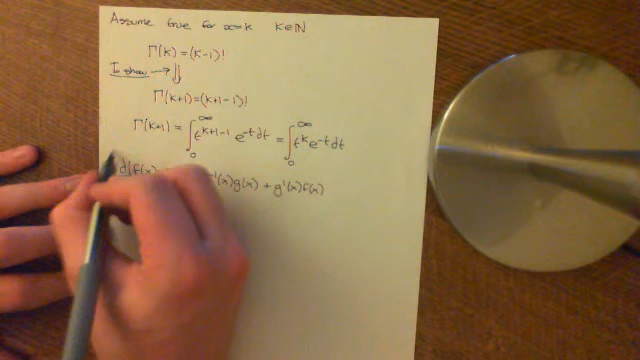 Assume true for x=k k∈ℕ
Γ(k) = (k-1)!
To show → ⇓
Γ(k+1) = (k+1-1)!
Γ(k+1) = ∫₀^∞ t^(k+1-1) e^(-t) dt = ∫₀^∞ t^k e^(-t) dt
d(f(x) '(x)g(x) + g'(x)f(x)